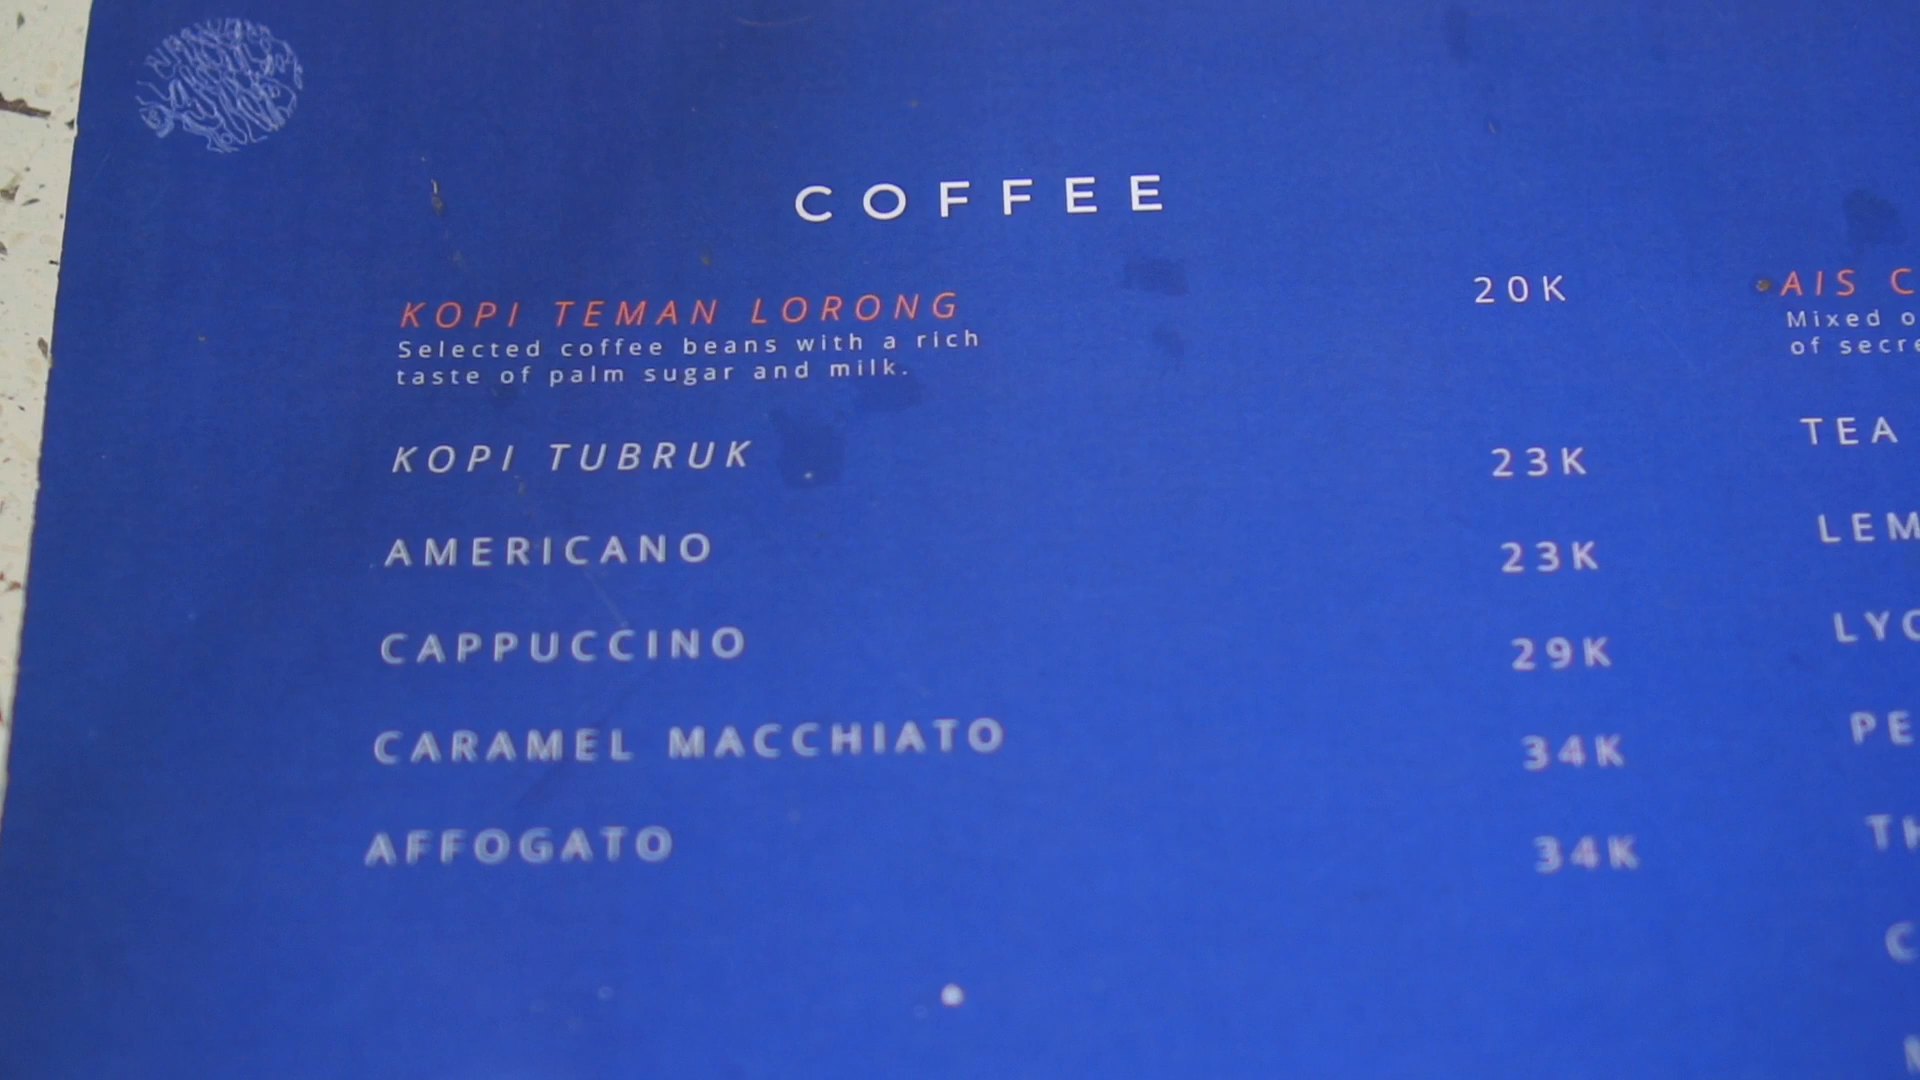 COFFEE
KOPI TEMAN LORONG 20K
Selected coffee beans with a rich
taste of palm sugar and milk.
KOPI TUBRUK 23K
AMERICANO 23K
CAPPUCCINO 29K
CARAMEL MACCHIATO 34K
AFFOGATO 34K
AIS
Mixed
of
TEA